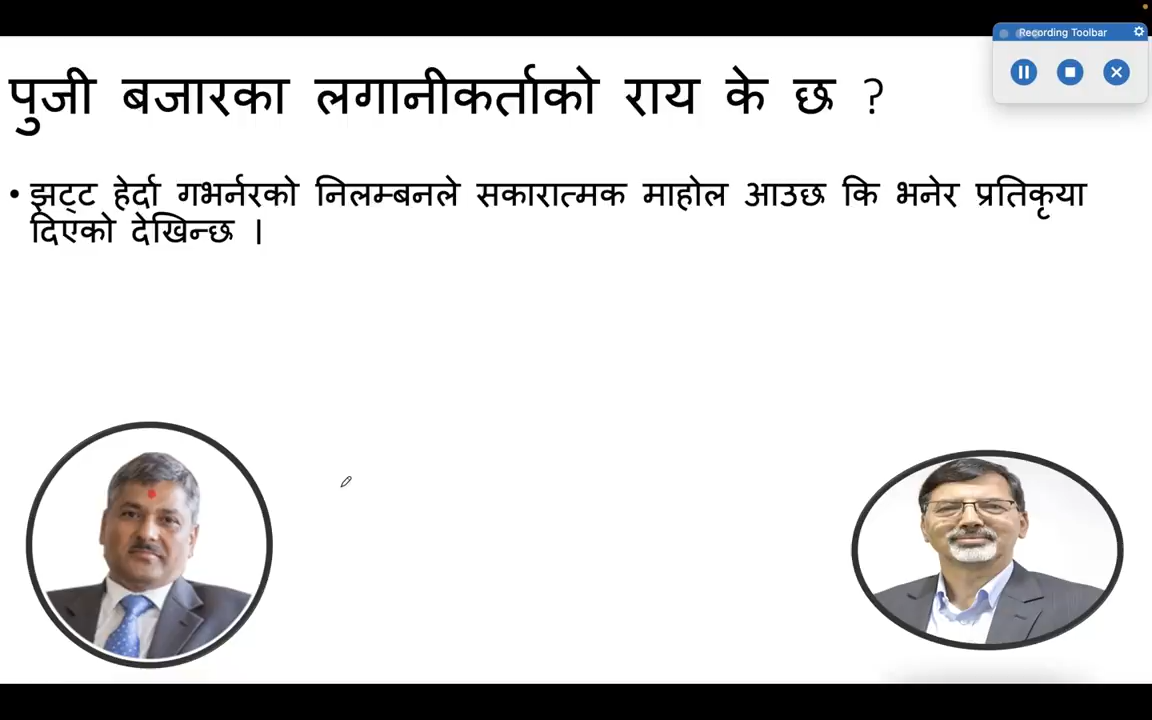 Recording Toolbar
पुजी बजारका लगानीकर्ताको राय के छ ?
• झट्ट हेर्दा गभर्नरको निलम्बनले सकारात्मक माहोल आउछ कि भनेर प्रतिकृया
दिएको देखिन्छ ।